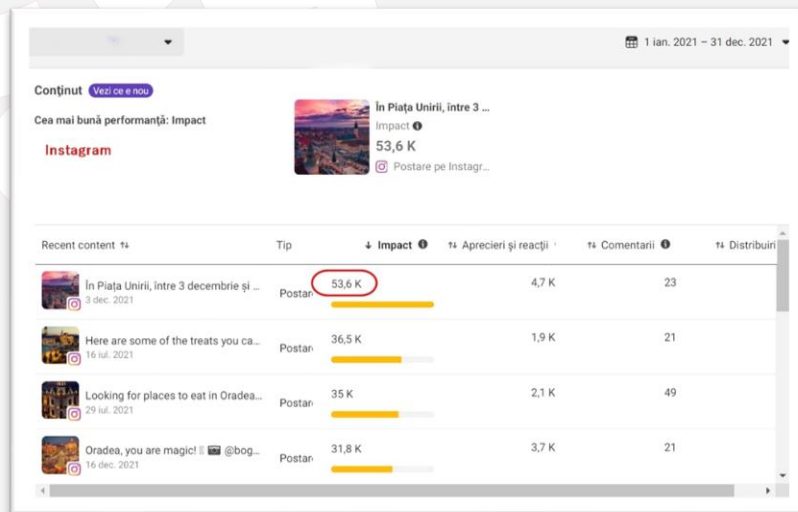 1 ian. 2021 – 31 dec. 2021
Conținut Vezi ce e nou
Cea mai bună performanță: Impact
Instagram
În Piața Unirii, între 3 ...
Impact
53,6 K
Postare pe Instagr...
Recent content Tip Impact Aprecieri și reacții Comentarii Distribuiri
În Piața Unirii, între 3 decembrie și ... Postar 53,6 K 4,7 K 23
3 dec. 2021
Here are some of the treats you ca... Postar 36,5 K 1,9 K 21
16 iul. 2021
Looking for places to eat in Oradea... Postar 35 K 2,1 K 49
29 iul. 2021
Oradea, you are magic! @bog... Postar 31,8 K 3,7 K 21
16 dec. 2021